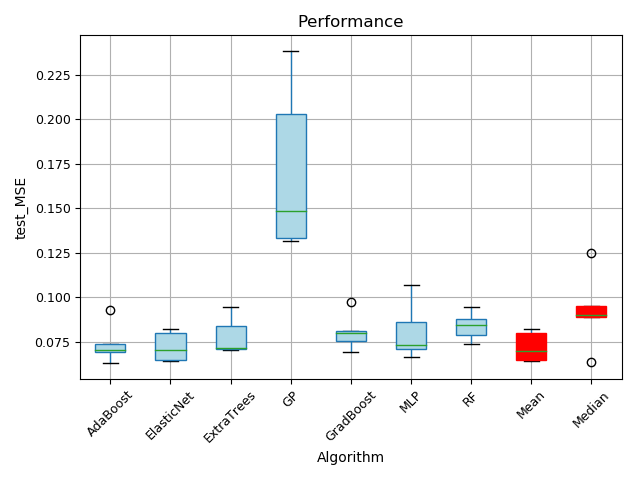 Performance
test_MSE
0.225
0.200
0.175
0.150
0.125
0.100
0.075
AdaBoost
ElasticNet
ExtraTrees
GP
GradBoost
MLP
RF
Mean
Median
Algorithm